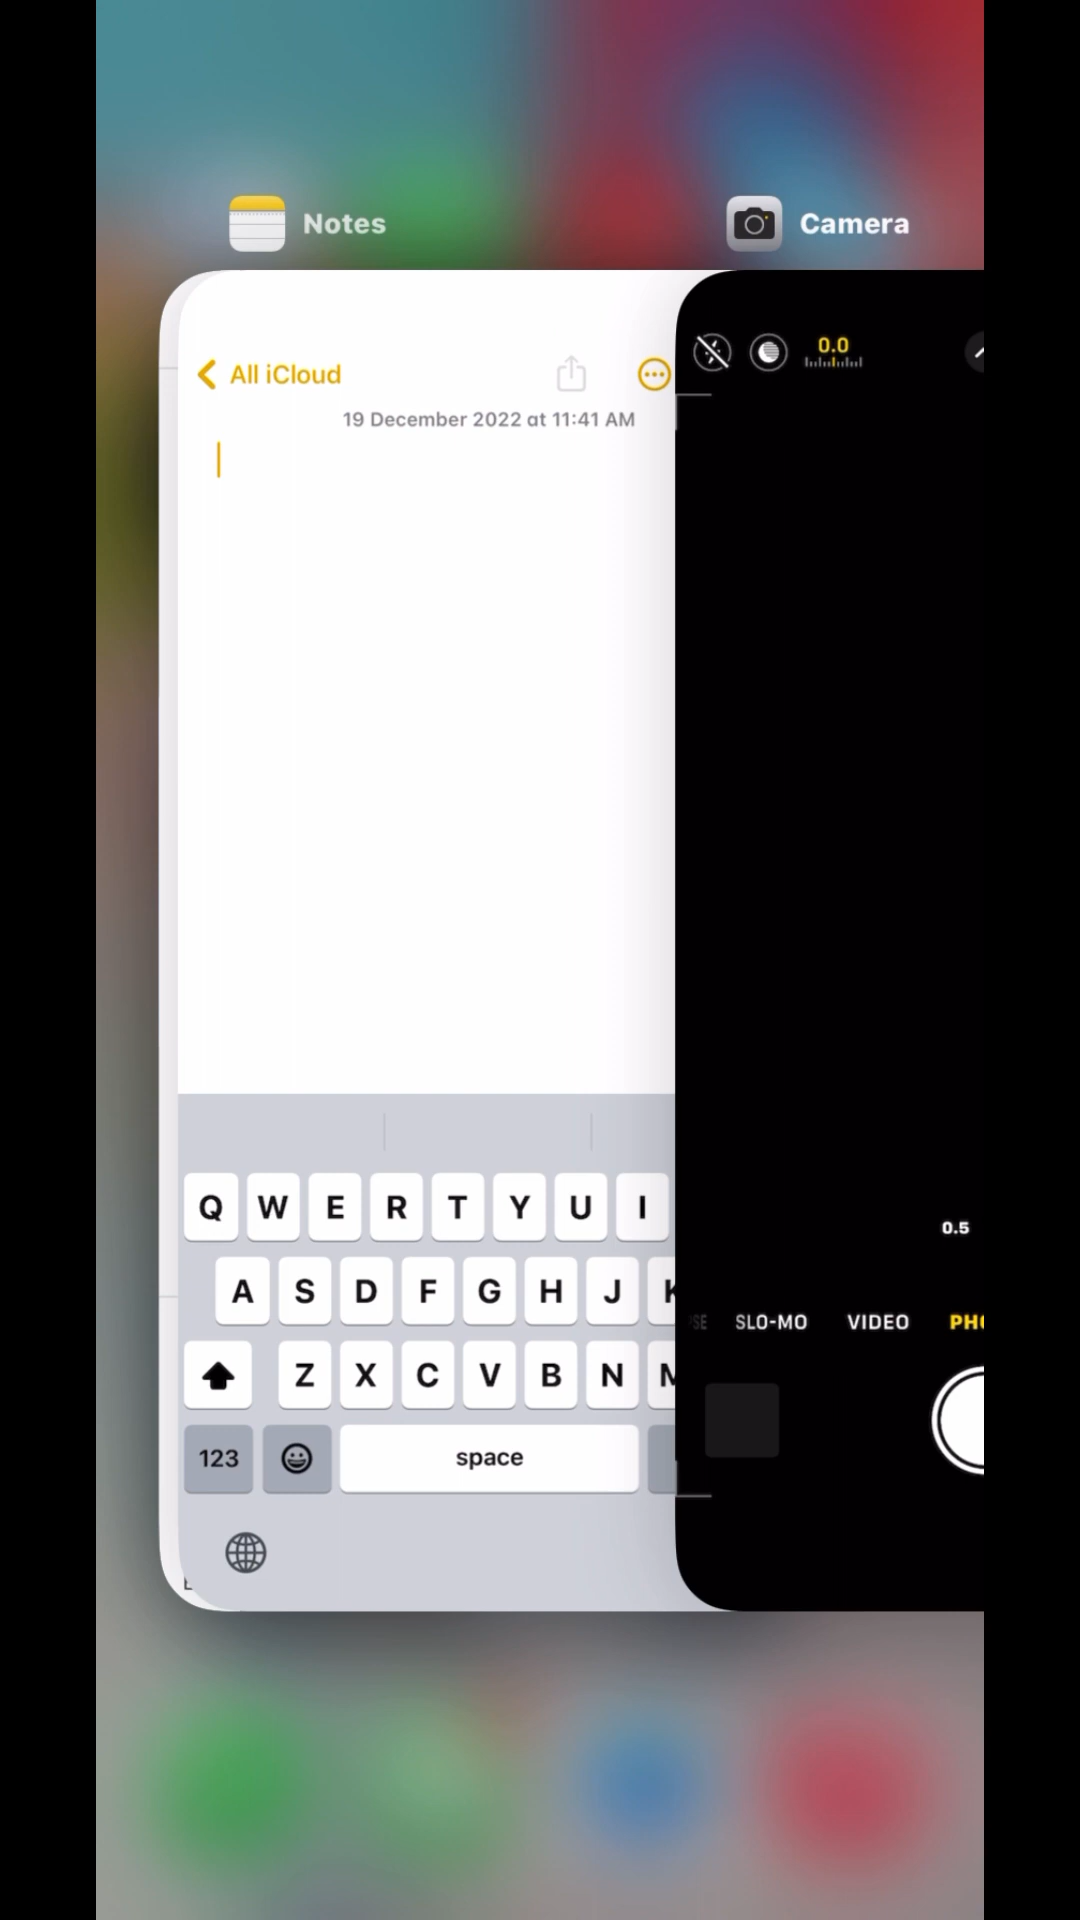 Notes
Camera
All iCloud
0.0
19 December 2022 at 11:41 AM
Q W E R T Y U I
A S D F G H J K
Z X C V B N M
0.5
SLO-MO VIDEO PHO
123 space